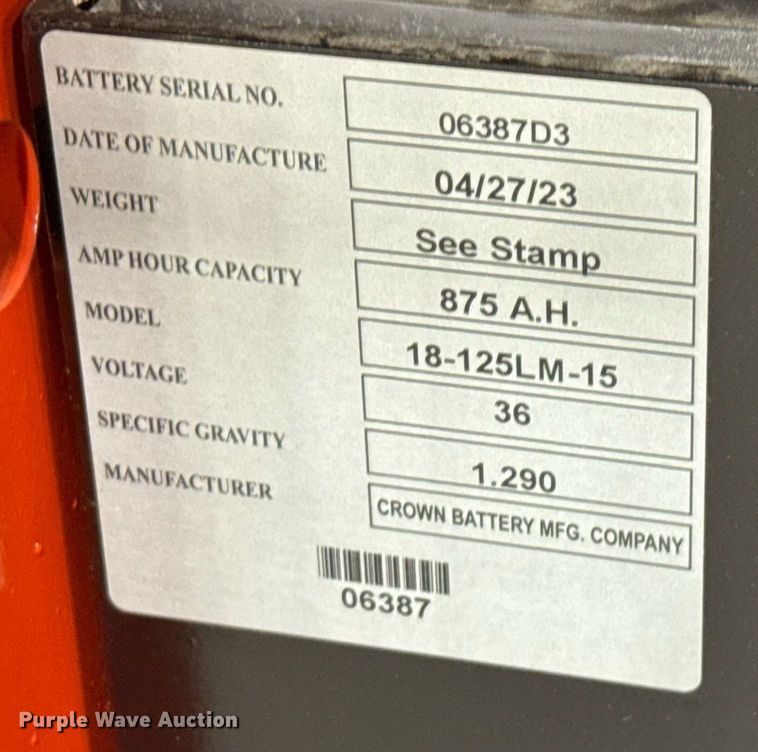 BATTERY SERIAL NO. 06387D3
DATE OF MANUFACTURE 04/27/23
WEIGHT See Stamp
AMP HOUR CAPACITY 875 A.H.
MODEL 18-125LM-15
VOLTAGE 36
SPECIFIC GRAVITY 1.290
MANUFACTURER CROWN BATTERY MFG. COMPANY
06387
Purple Wave Auction